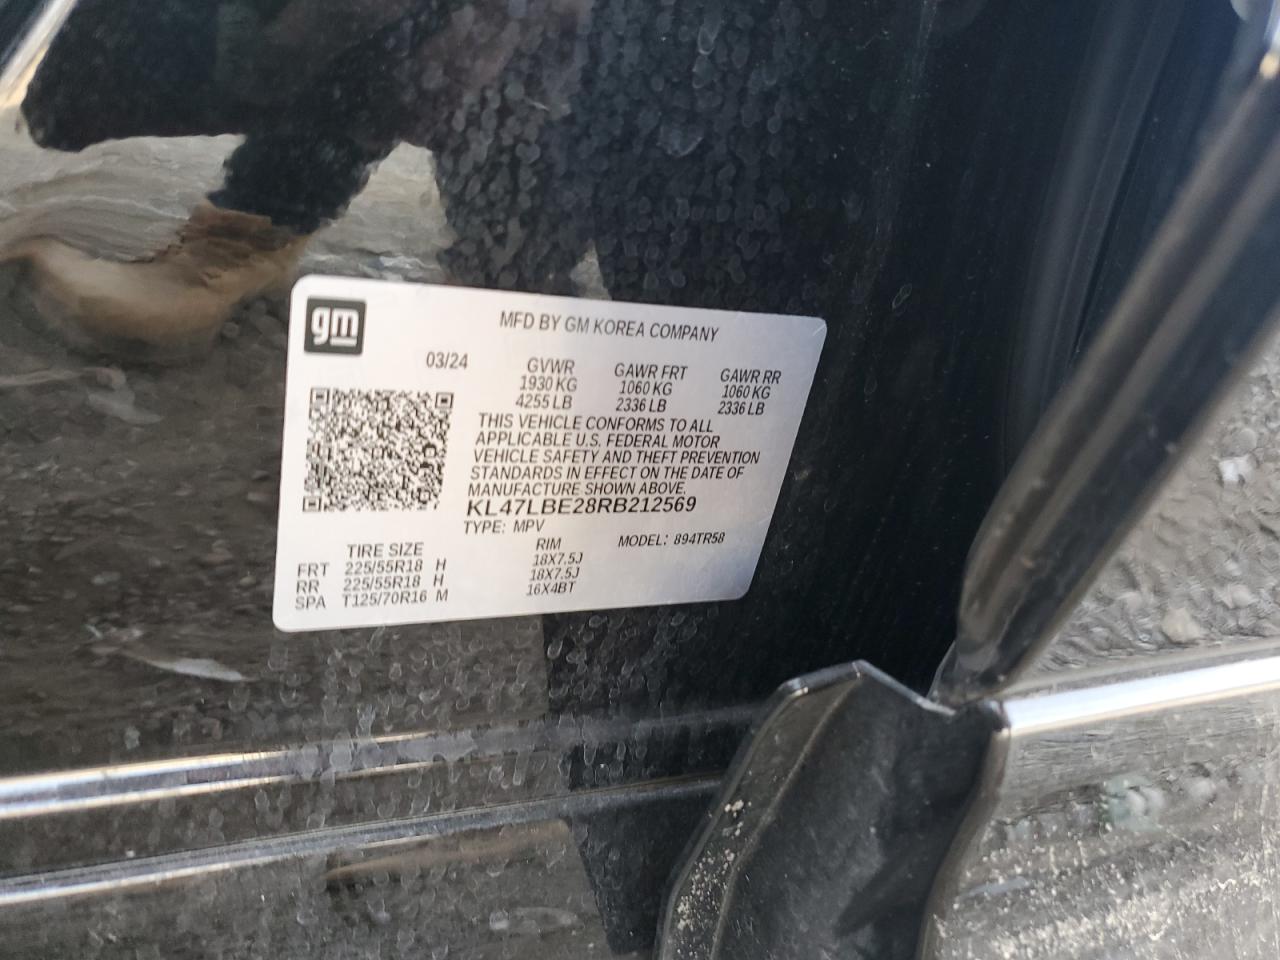 gm
MFD BY GM KOREA COMPANY
03/24 GVWR GAWR FRT GAWR RR
1930 KG 1060 KG 1060 KG
4255 LB 2336 LB 2336 LB
THIS VEHICLE CONFORMS TO ALL
APPLICABLE U.S. FEDERAL MOTOR
VEHICLE SAFETY AND THEFT PREVENTION
STANDARDS IN EFFECT ON THE DATE OF
MANUFACTURE SHOWN ABOVE.
KL47LBE28RB212569
TYPE: MPV MODEL: 894TR58
TIRE SIZE RIM
FRT 225/55R18 H 18X7.5J
RR 225/55R18 H 18X7.5J
SPA T125/70R16 M 16X4BT